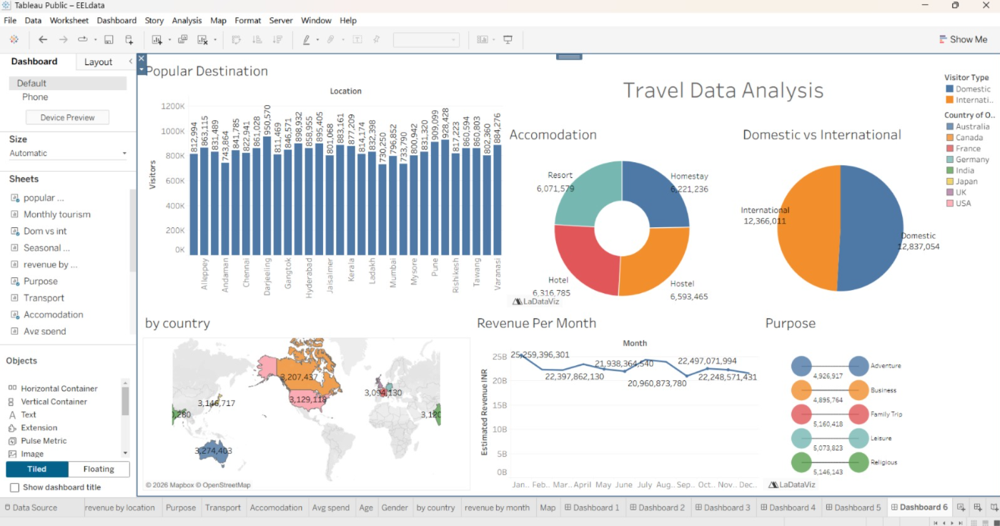 Tableau Public – EELdata
File Data Worksheet Dashboard Story Analysis Map Format Server Window Help
Show Me
Dashboard Layout
Default
Phone
Device Preview
Size
Automatic
Sheets
popular ...
Monthly tourism
Dom vs int
Seasonal ...
revenue by ...
Purpose
Transport
Accomodation
Avg spend
Objects
Horizontal Container
Vertical Container
Text
Extension
Pulse Metric
Image
Tiled Floating
Show dashboard title
Popular Destination
Location
Visitors
1200K
1000K
800K
600K
400K
200K
0K
812,994
863,115
831,489
743,864
841,785
822,941
861,028
950,570
811,469
846,571
898,932
858,955
895,405
801,068
883,161
877,209
814,174
832,398
730,250
796,852
733,790
800,942
831,320
909,099
928,428
817,223
860,594
860,803
802,360
884,276
Alleppey
Andaman
Chennai
Darjeeling
Gangtok
Hyderabad
Jaisalmer
Kerala
Ladakh
Mumbai
Mysore
Pune
Rishikesh
Tawang
Varanasi
Travel Data Analysis
Accomodation
Resort
6,071,579
Homestay
6,221,236
Hotel
6,316,785
Hostel
6,593,465
LaDataViz
Domestic vs International
International
12,366,011
Domestic
12,837,054
Visitor Type
Domestic
Internati..
Country of O..
Australia
Canada
France
Germany
India
Japan
UK
USA
by country
3,207,437
3,129,118
3,146,717
3,094,130
3,274,403
© 2026 Mapbox © OpenStreetMap
Revenue Per Month
Month
Estimated Revenue INR
25B
20B
15B
10B
5B
0B
25,259,396,301
22,397,862,130
21,938,364,540
20,960,873,780
22,497,071,994
22,248,571,431
Jan.. Feb.. Mar.. April May June July Aug.. Sep.. Oct.. Nov.. Dec..
Purpose
Adventure
4,926,917
Business
4,895,764
Family Trip
5,160,418
Leisure
5,073,823
Religious
5,146,143
LaDataViz
Data Source revenue by location Purpose Transport Accomodation Avg spend Age Gender by country revenue by month Map Dashboard 1 Dashboard 2 Dashboard 3 Dashboard 4 Dashboard 5 Dashboard 6